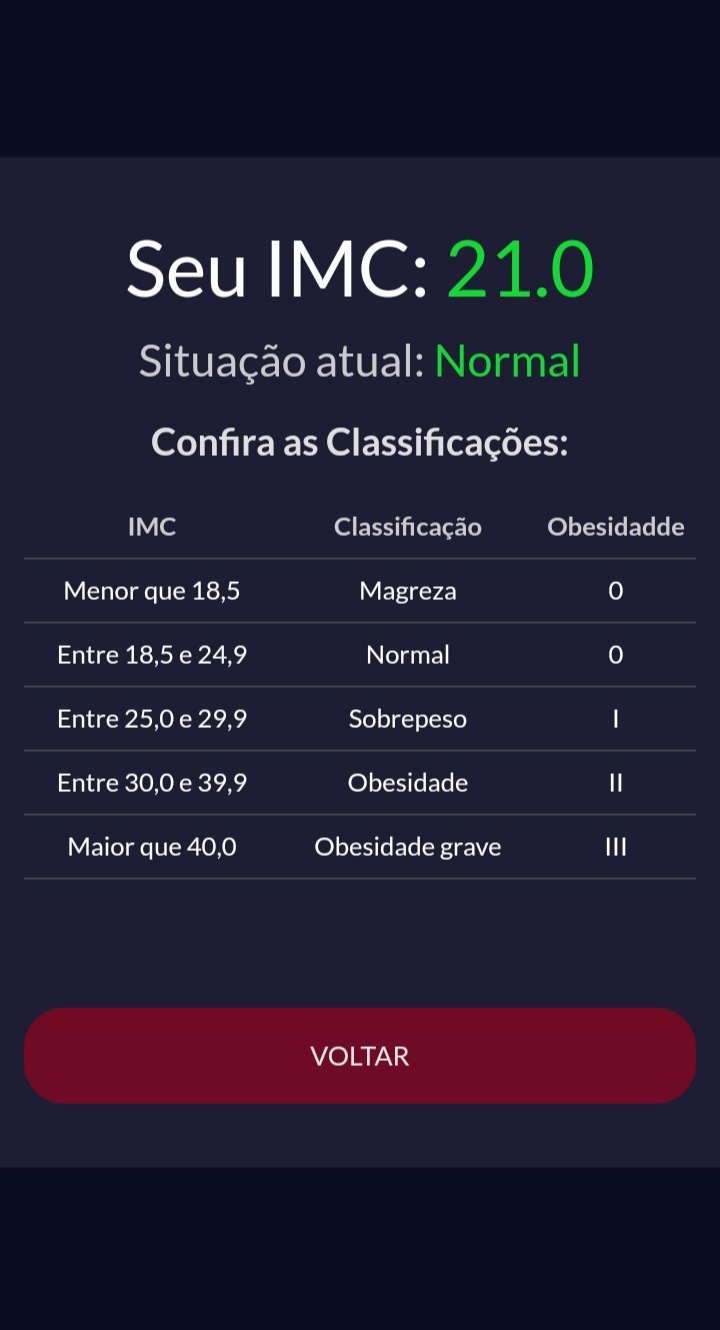 Seu IMC: 21.0
Situação atual: Normal
Confira as Classificações:
IMC Classificação Obesidadde
Menor que 18,5 Magreza 0
Entre 18,5 e 24,9 Normal 0
Entre 25,0 e 29,9 Sobrepeso I
Entre 30,0 e 39,9 Obesidade II
Maior que 40,0 Obesidade grave III
VOLTAR